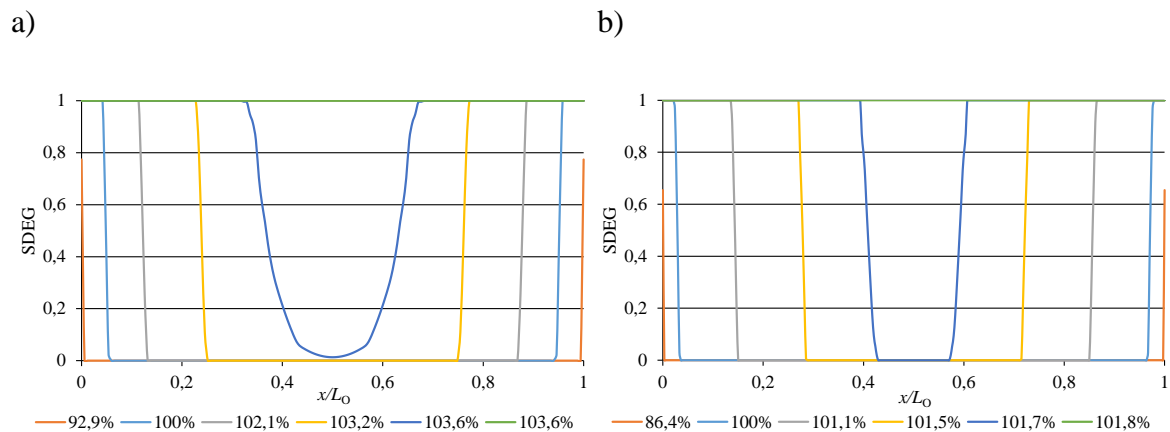 a)
b)
1
0,8
0,6
0,4
0,2
0
SDEG
0 0,2 0,4 0,6 0,8 1
x/LO
92,9% 100% 102,1% 103,2% 103,6% 103,6%
1
0,8
0,6
0,4
0,2
0
SDEG
0 0,2 0,4 0,6 0,8 1
x/LO
86,4% 100% 101,1% 101,5% 101,7% 101,8%